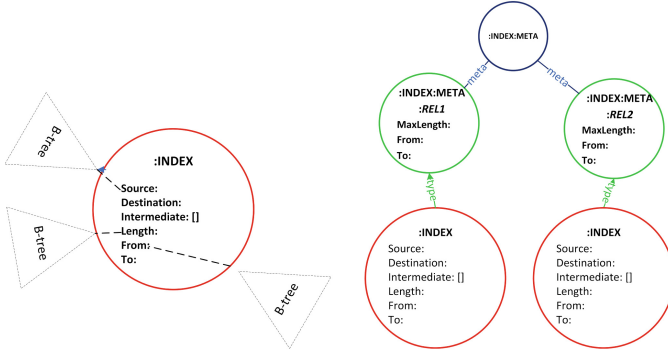 B-tree
B-tree
B-tree
:INDEX
Source:
Destination:
Intermediate: []
Length:
From:
To:
:INDEX:META
meta
meta
:INDEX:META
:REL1
MaxLength:
From:
To:
:INDEX:META
:REL2
MaxLength:
From:
To:
type
type
:INDEX
Source:
Destination:
Intermediate: []
Length:
From:
To:
:INDEX
Source:
Destination:
Intermediate: []
Length:
From:
To: